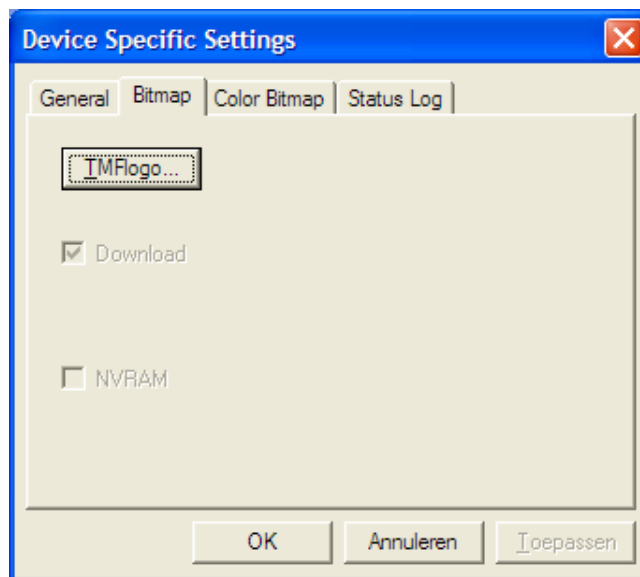 Device Specific Settings
General Bitmap Color Bitmap Status Log
TMFlogo...
Download
NVRAM
OK Annuleren Toepassen